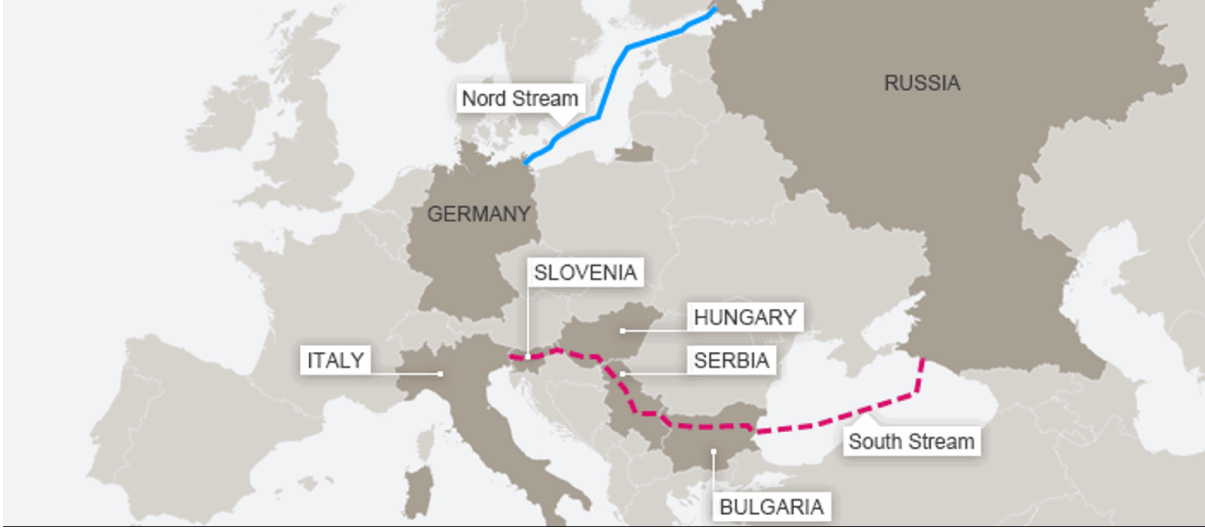 RUSSIA
Nord Stream
GERMANY
SLOVENIA
HUNGARY
ITALY
SERBIA
South Stream
BULGARIA